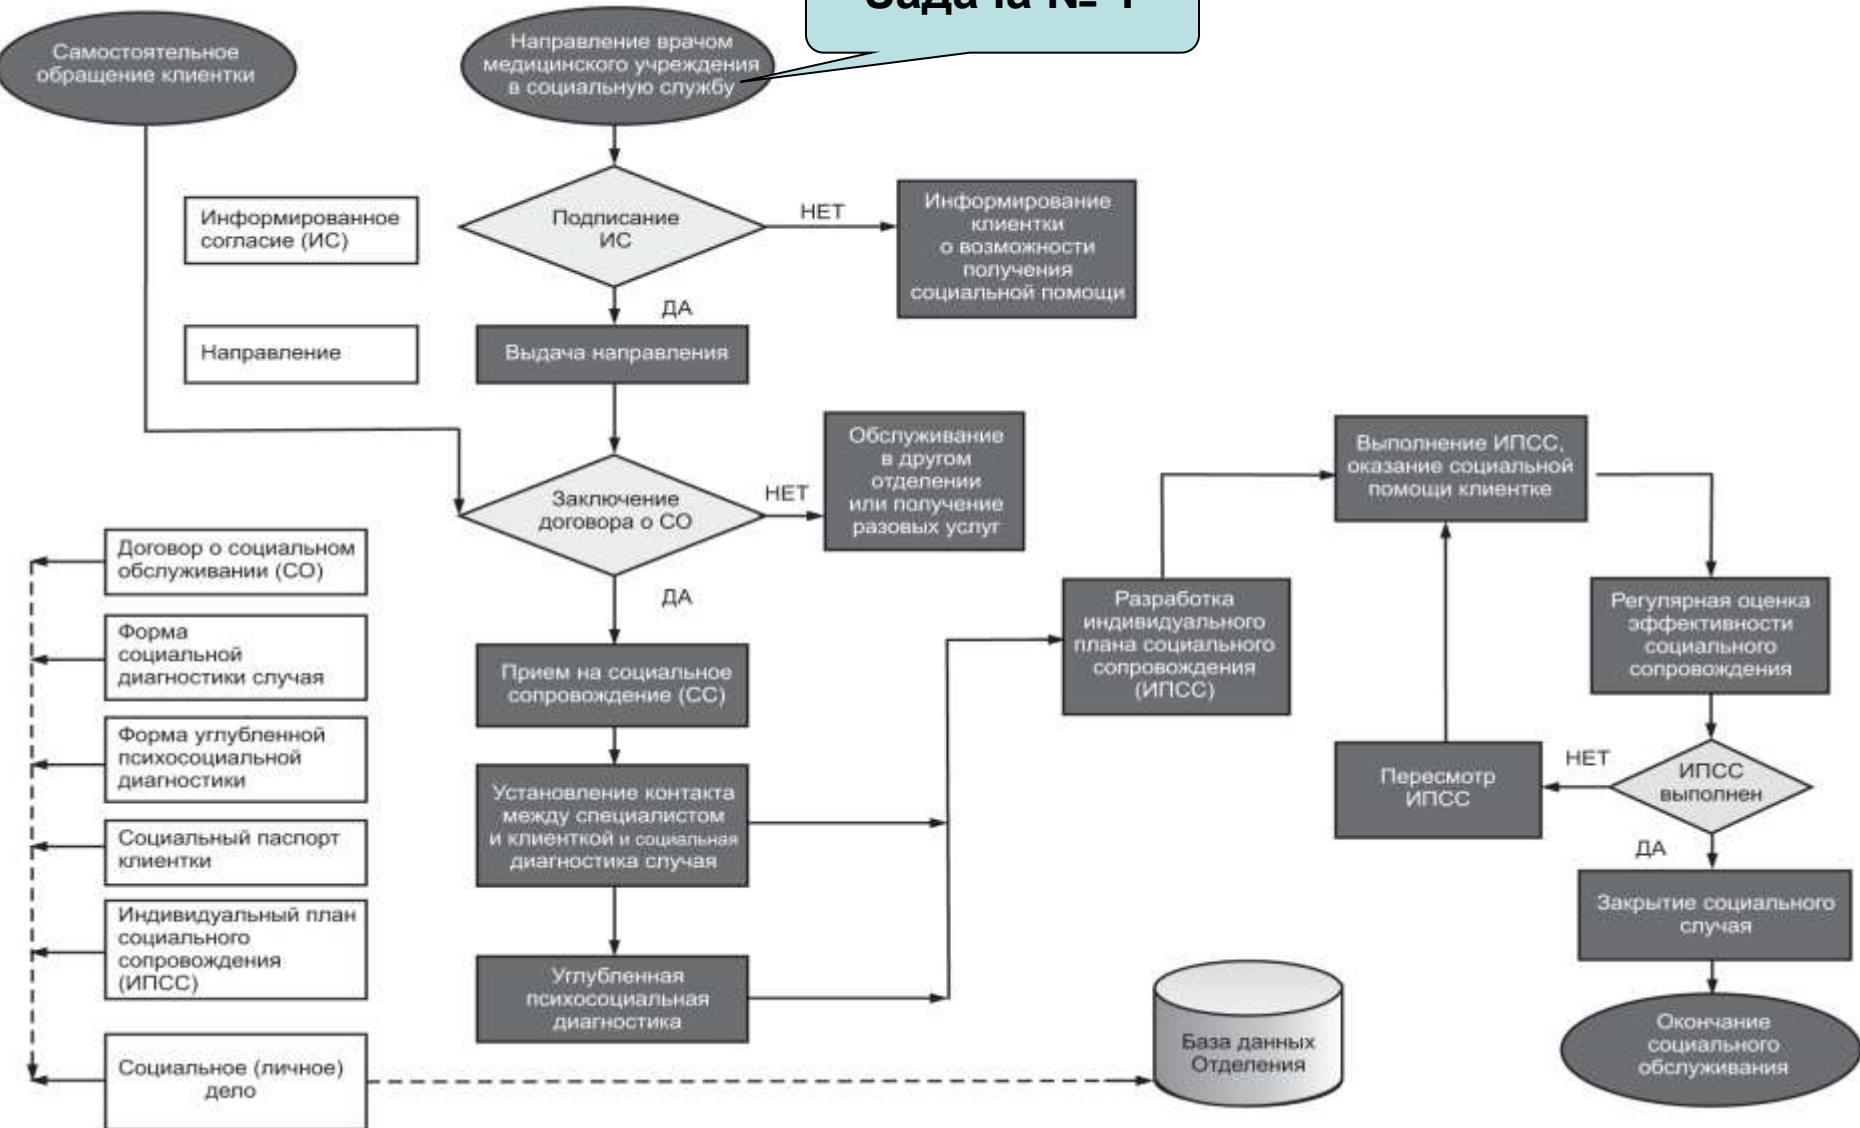 Задача № 1
Самостоятельное
обращение клиентки
Направление врачом
медицинского учреждения
в социальную службу
Информированное
согласие (ИС)
Подписание
ИС
НЕТ
Информирование
клиентки
о возможности
получения
социальной помощи
ДА
Направление
Выдача направления
Заключение
договора о СО
НЕТ
Обслуживание
в другом
отделении
или получение
разовых услуг
ДА
Договор о социальном
обслуживании (СО)
Форма
социальной
диагностики случая
Форма углубленной
психосоциальной
диагностики
Социальный паспорт
клиентки
Индивидуальный план
социального
сопровождения
(ИПСС)
Социальное (личное)
дело
Прием на социальное
сопровождение (СС)
Установление контакта
между специалистом
и клиенткой и социальная
диагностика случая
Углубленная
психосоциальная
диагностика
Разработка
индивидуального
плана социального
сопровождения
(ИПСС)
Выполнение ИПСС,
оказание социальной
помощи клиентке
Регулярная оценка
эффективности
социального
сопровождения
ИПСС
выполнен
НЕТ
Пересмотр
ИПСС
ДА
Закрытие социального
случая
Окончание
социального
обслуживания
База данных
Отделения